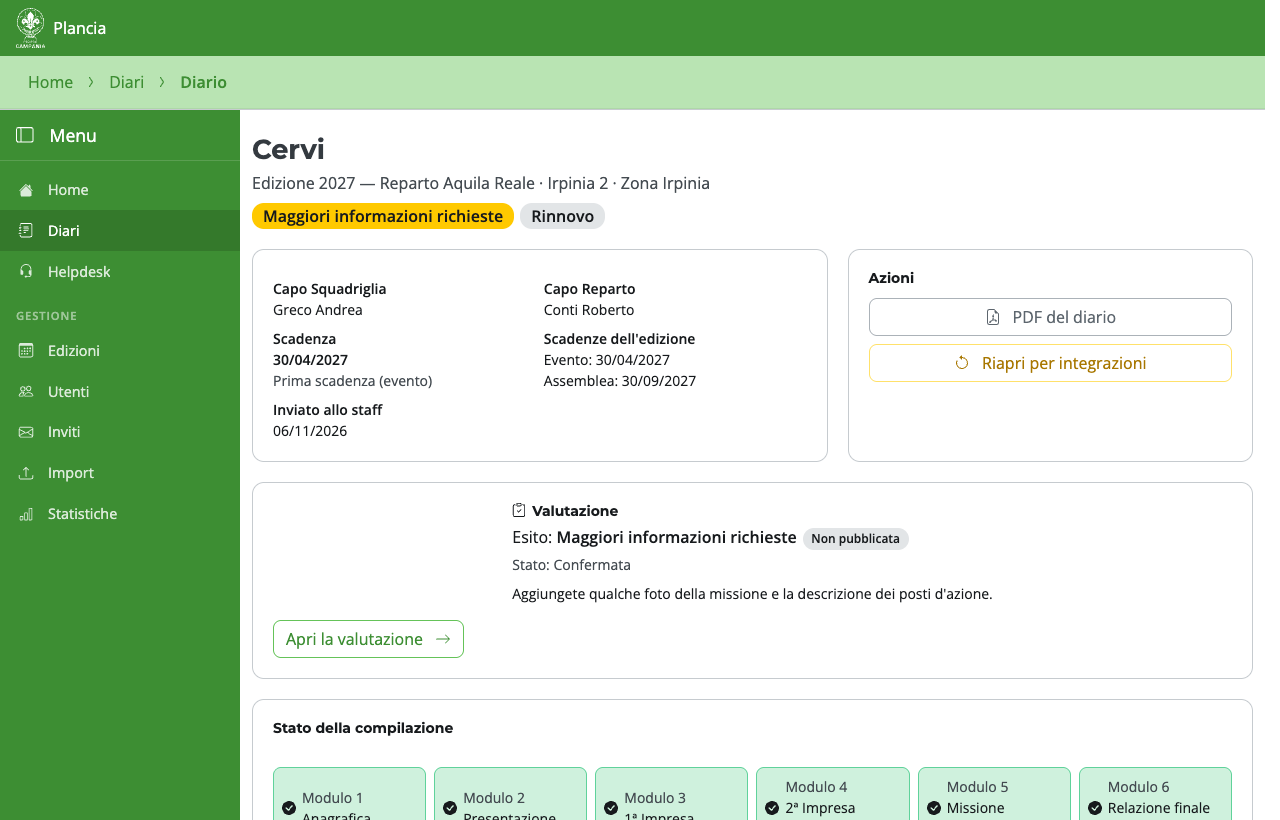 CAMPANIA
Plancia
Home
Diari
Diario
Menu
Home
Diari
Helpdesk
GESTIONE
Edizioni
Utenti
Inviti
Import
Statistiche
Cervi
Edizione 2027 — Reparto Aquila Reale · Irpinia 2 · Zona Irpinia
Maggiori informazioni richieste
Rinnovo
Capo Squadriglia
Greco Andrea
Capo Reparto
Conti Roberto
Scadenza
30/04/2027
Prima scadenza (evento)
Scadenze dell'edizione
Evento: 30/04/2027
Assemblea: 30/09/2027
Inviato allo staff
06/11/2026
Azioni
PDF del diario
Riapri per integrazioni
Valutazione
Esito: Maggiori informazioni richieste Non pubblicata
Stato: Confermata
Aggiungete qualche foto della missione e la descrizione dei posti d'azione.
Apri la valutazione
Stato della compilazione
Modulo 1
Anagrafica
Modulo 2
Presentazione
Modulo 3
1ª Impresa
Modulo 4
2ª Impresa
Modulo 5
Missione
Modulo 6
Relazione finale